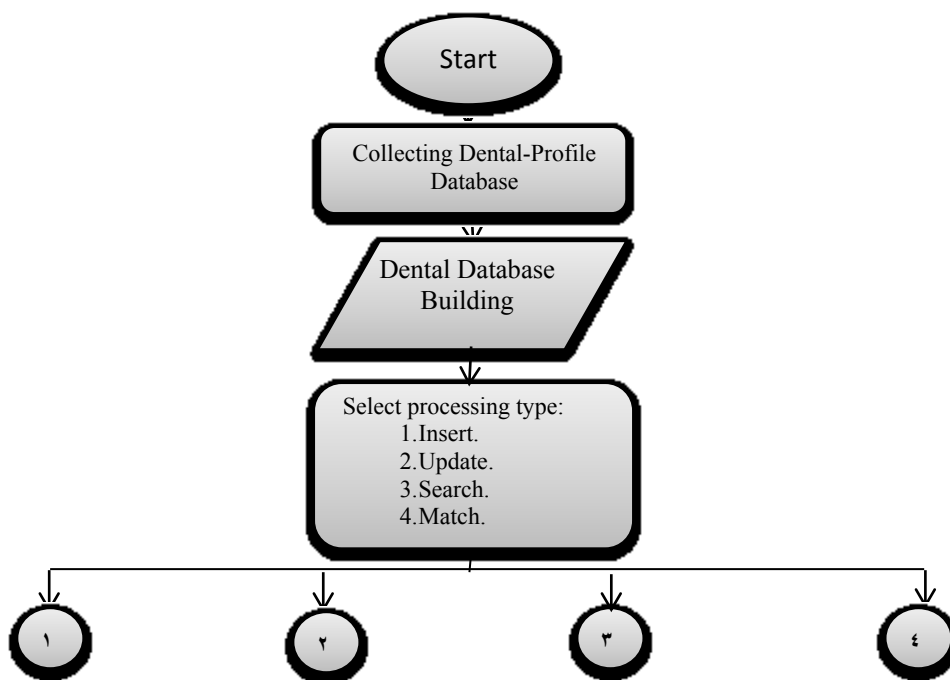 Start
Collecting Dental-Profile
Database
Dental Database
Building
Select processing type:
1.Insert.
2.Update.
3.Search.
4.Match.
١ ٢ ٣ ٤